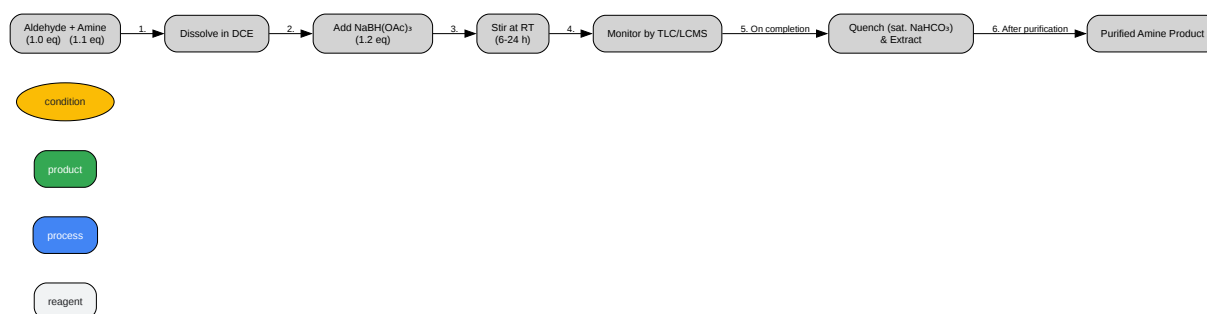 Aldehyde + Amine
(1.0 eq) (1.1 eq)
1.
Dissolve in DCE
2.
Add NaBH(OAc)₃
(1.2 eq)
3.
Stir at RT
(6-24 h)
4.
Monitor by TLC/LCMS
5. On completion
Quench (sat. NaHCO₃)
& Extract
6. After purification
Purified Amine Product
condition
product
process
reagent